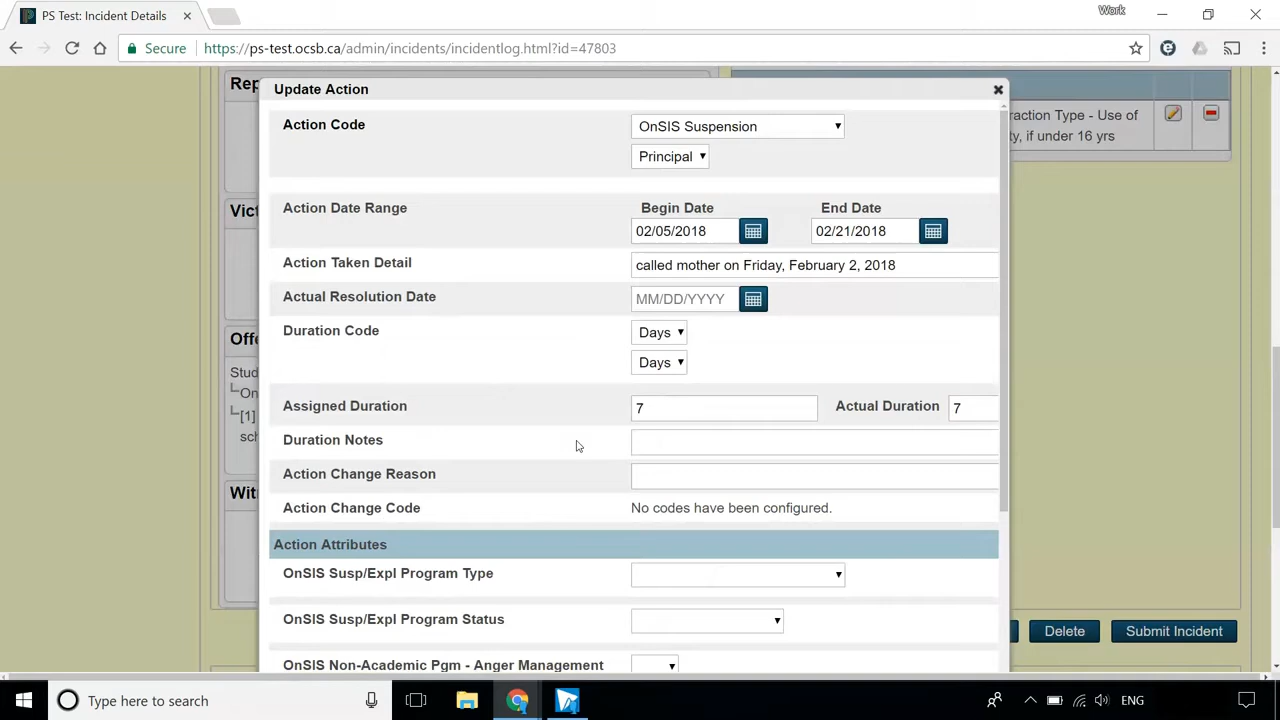 PS Test: Incident Details
Work
Secure https://ps-test.ocsb.ca/admin/incidents/incidentlog.html?id=47803
Rep
Update Action
Action Code
OnSIS Suspension
Principal
raction Type - Use of
ty, if under 16 yrs
Vict
Action Date Range
Begin Date
End Date
02/05/2018
02/21/2018
Action Taken Detail
called mother on Friday, February 2, 2018
Actual Resolution Date
MM/DD/YYYY
Duration Code
Days
Days
Offe
Stud
On
[1]
sch
Assigned Duration
7
Actual Duration
7
Duration Notes
Action Change Reason
Action Change Code
No codes have been configured.
Wit
Action Attributes
OnSIS Susp/Expl Program Type
OnSIS Susp/Expl Program Status
OnSIS Non-Academic Pgm - Anger Management
Delete
Submit Incident
Type here to search
ENG